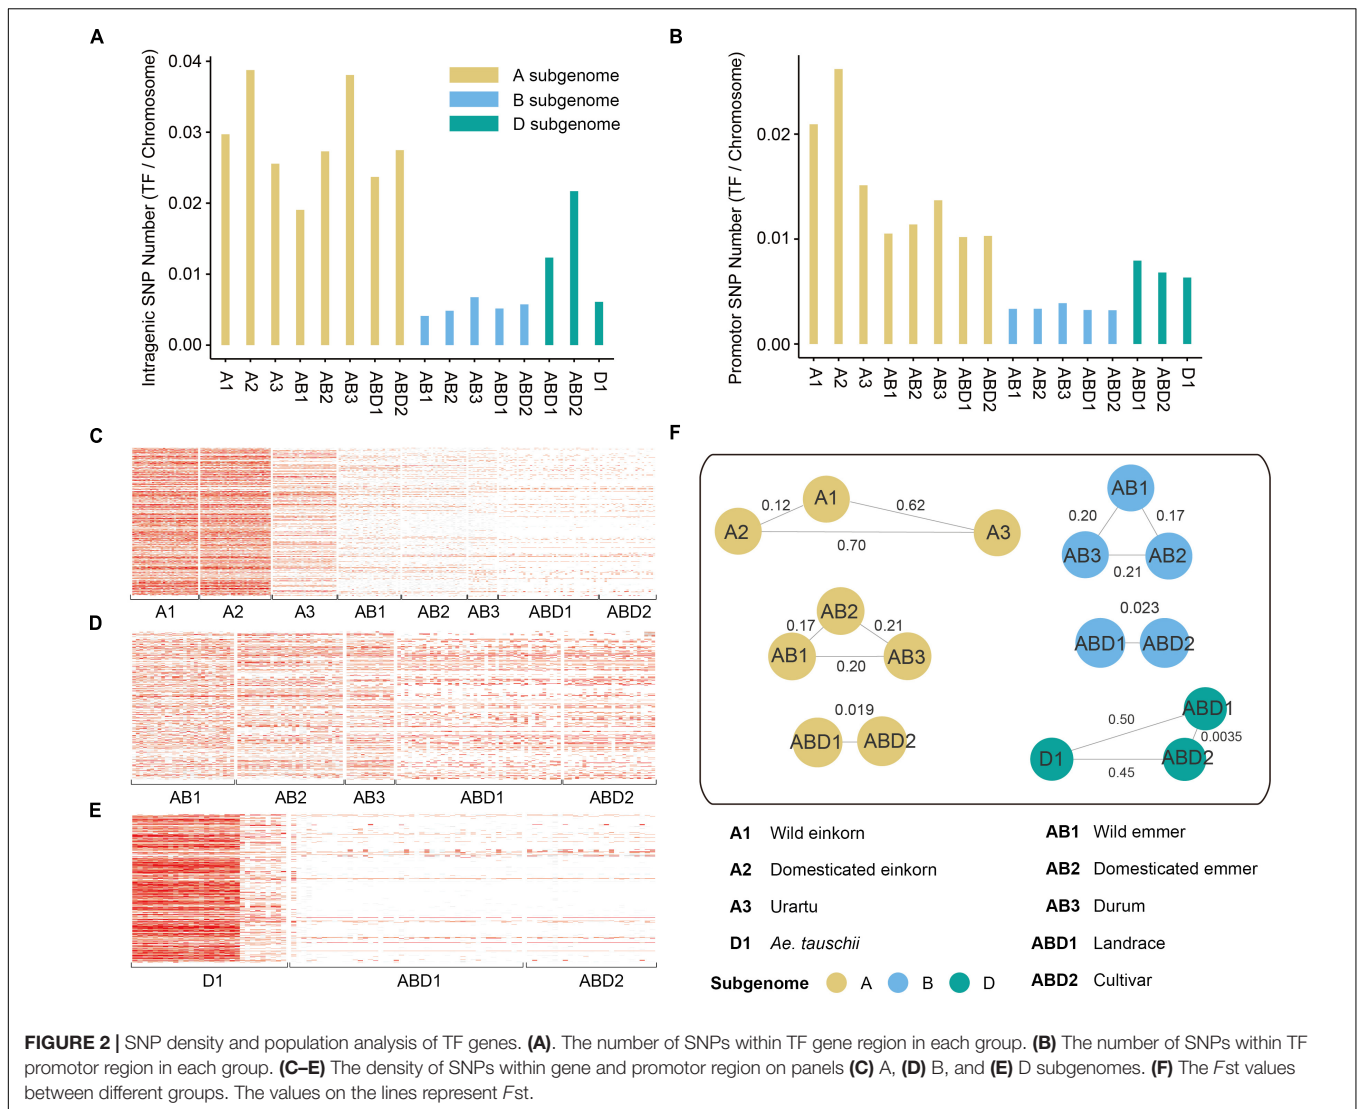 A
Intragenic SNP Number (TF / Chromosome)
0.04
0.03
0.02
0.01
0.00
A1 A2 A3 AB1 AB2 AB3 ABD1 ABD2 AB1 AB2 AB3 ABD1 ABD2 ABD1 ABD2 D1
A subgenome
B subgenome
D subgenome
B
Promotor SNP Number (TF / Chromosome)
0.02
0.01
0.00
A1 A2 A3 AB1 AB2 AB3 ABD1 ABD2 AB1 AB2 AB3 ABD1 ABD2 ABD1 ABD2 D1
C
A1 A2 A3 AB1 AB2 AB3 ABD1 ABD2
D
AB1 AB2 AB3 ABD1 ABD2
E
D1 ABD1 ABD2
F
A1
0.12 0.62
A2 A3
0.70
AB1
0.20 0.17
AB3 AB2
0.21
AB2
0.17 0.21
AB1 AB3
0.20
0.023
ABD1 ABD2
0.019
ABD1 ABD2
ABD1
0.50
0.0035
D1 ABD2
0.45
A1 Wild einkorn
A2 Domesticated einkorn
A3 Urartu
D1 Ae. tauschii
AB1 Wild emmer
AB2 Domesticated emmer
AB3 Durum
ABD1 Landrace
ABD2 Cultivar
Subgenome A B D
FIGURE 2 | SNP density and population analysis of TF genes. (A). The number of SNPs within TF gene region in each group. (B) The number of SNPs within TF
promotor region in each group. (C–E) The density of SNPs within gene and promotor region on panels (C) A, (D) B, and (E) D subgenomes. (F) The Fst values
between different groups. The values on the lines represent Fst.